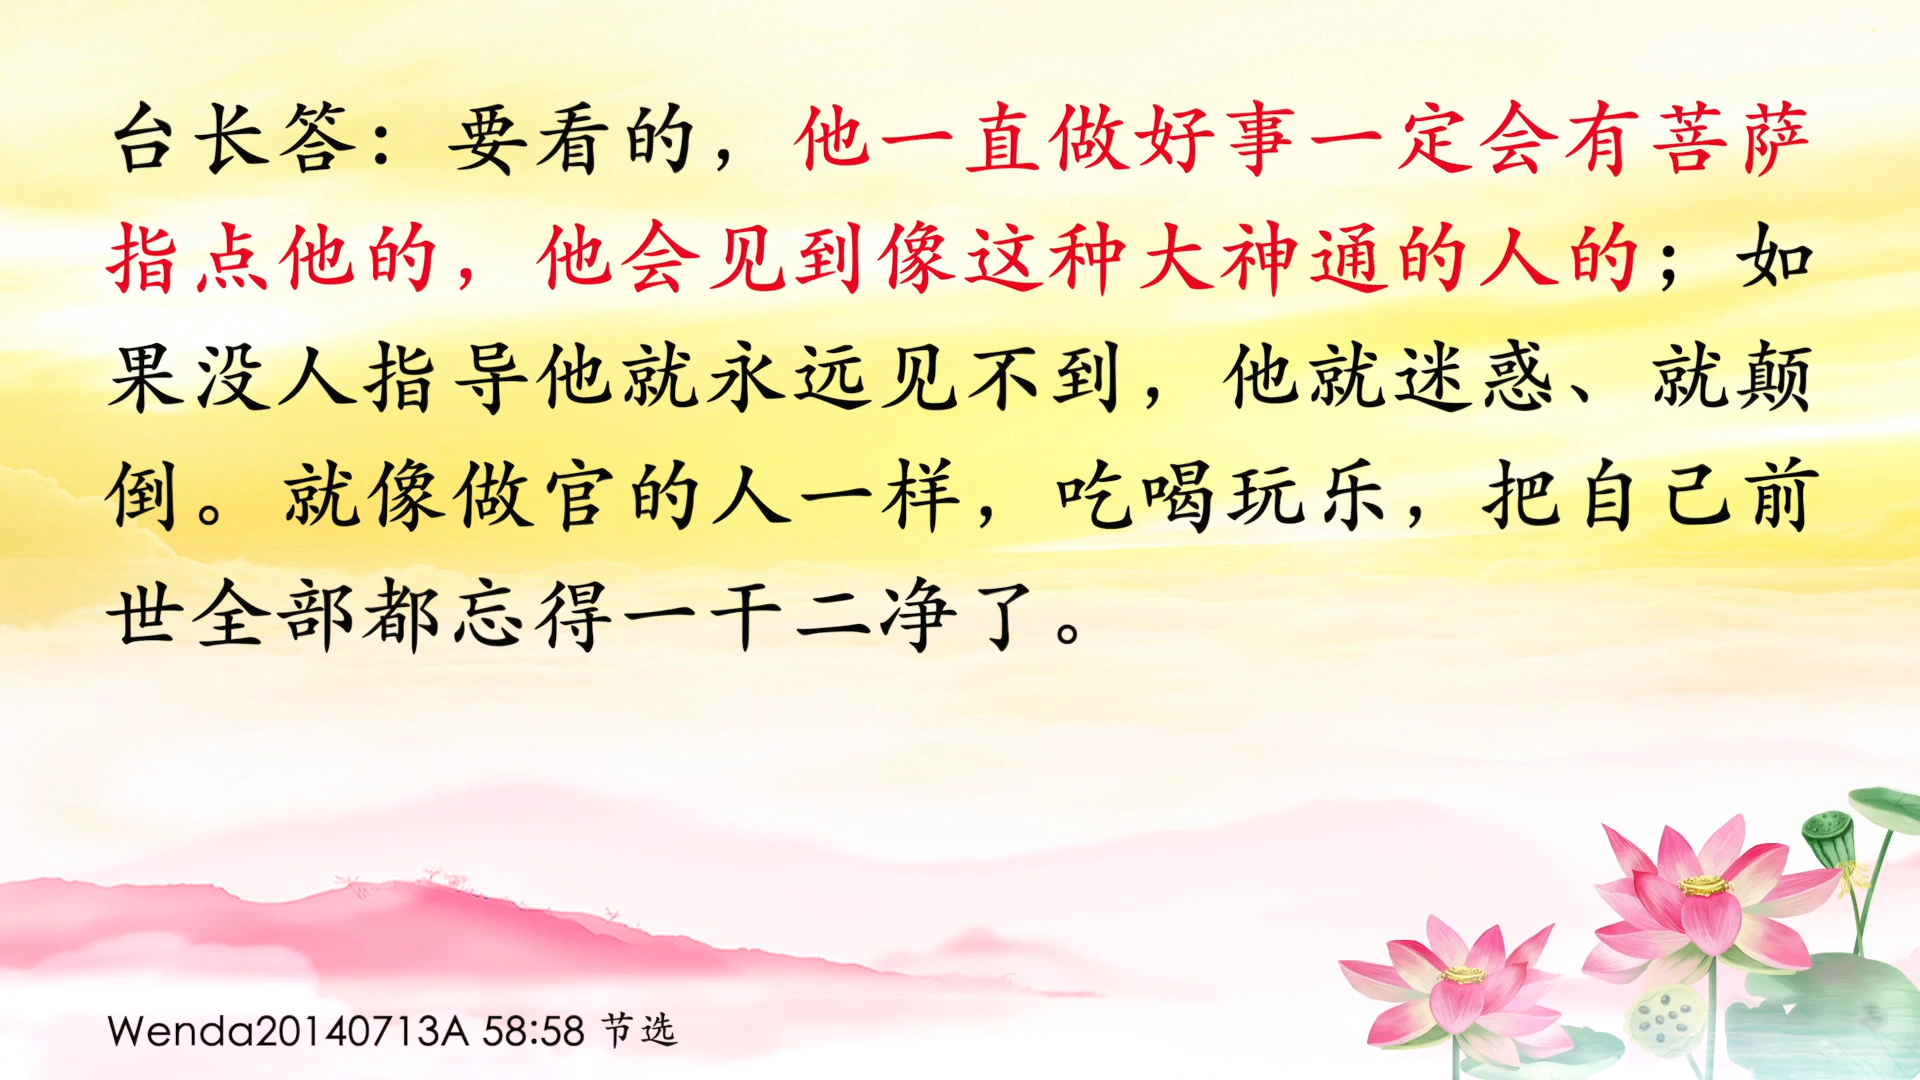 台长答：要看的，他一直做好事一定会有菩萨
指点他的，他会见到像这种大神通的人的；如
果没人指导他就永远见不到，他就迷惑、就颠
倒。就像做官的人一样，吃喝玩乐，把自己前
世全部都忘得一干二净了。
Wenda20140713A 58:58 节选